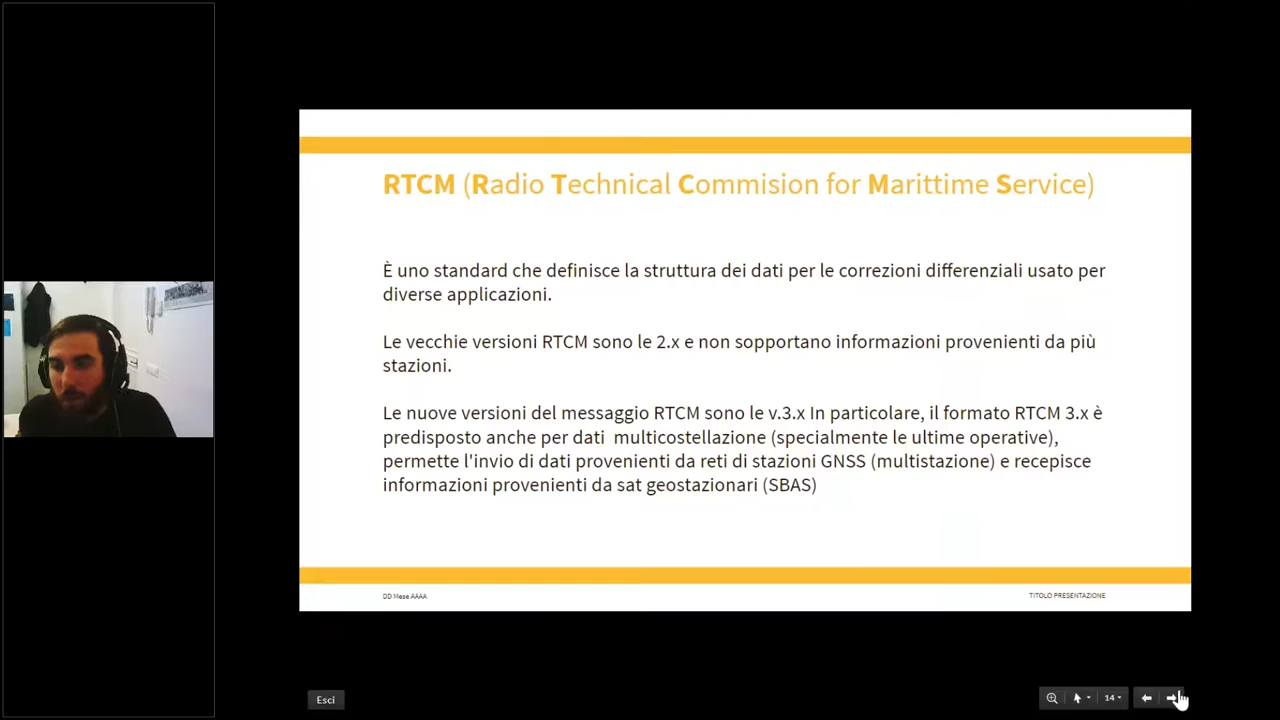 RTCM (Radio Technical Commision for Marittime Service)
È uno standard che definisce la struttura dei dati per le correzioni differenziali usato per
diverse applicazioni.
Le vecchie versioni RTCM sono le 2.x e non sopportano informazioni provenienti da più
stazioni.
Le nuove versioni del messaggio RTCM sono le v.3.x In particolare, il formato RTCM 3.x è
predisposto anche per dati  multicostellazione (specialmente le ultime operative),
permette l'invio di dati provenienti da reti di stazioni GNSS (multistazione) e recepisce
informazioni provenienti da sat geostazionari (SBAS)
DD Mese AAAA
TITOLO PRESENTAZIONE
Esci
14